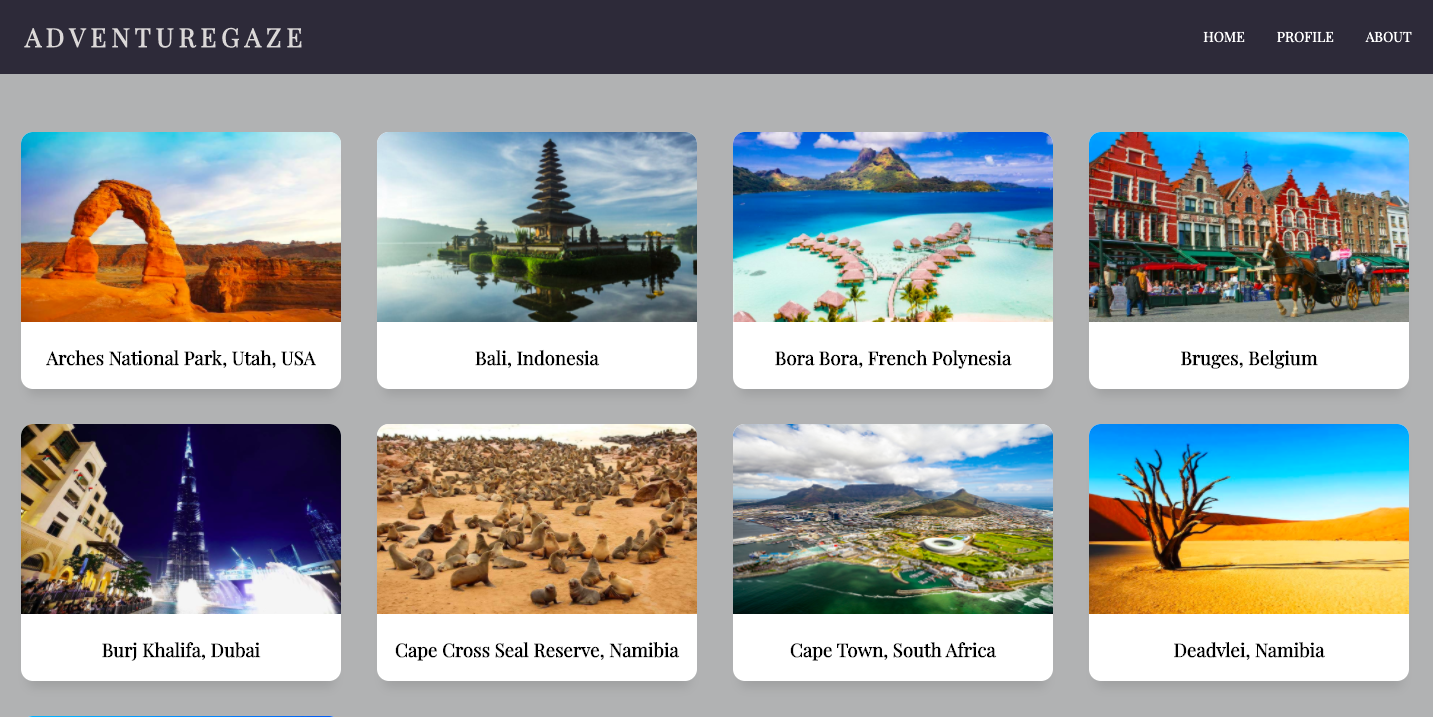 ADVENTUREGAZE
HOME PROFILE ABOUT
Arches National Park, Utah, USA
Bali, Indonesia
Bora Bora, French Polynesia
Bruges, Belgium
Burj Khalifa, Dubai
Cape Cross Seal Reserve, Namibia
Cape Town, South Africa
Deadvlei, Namibia